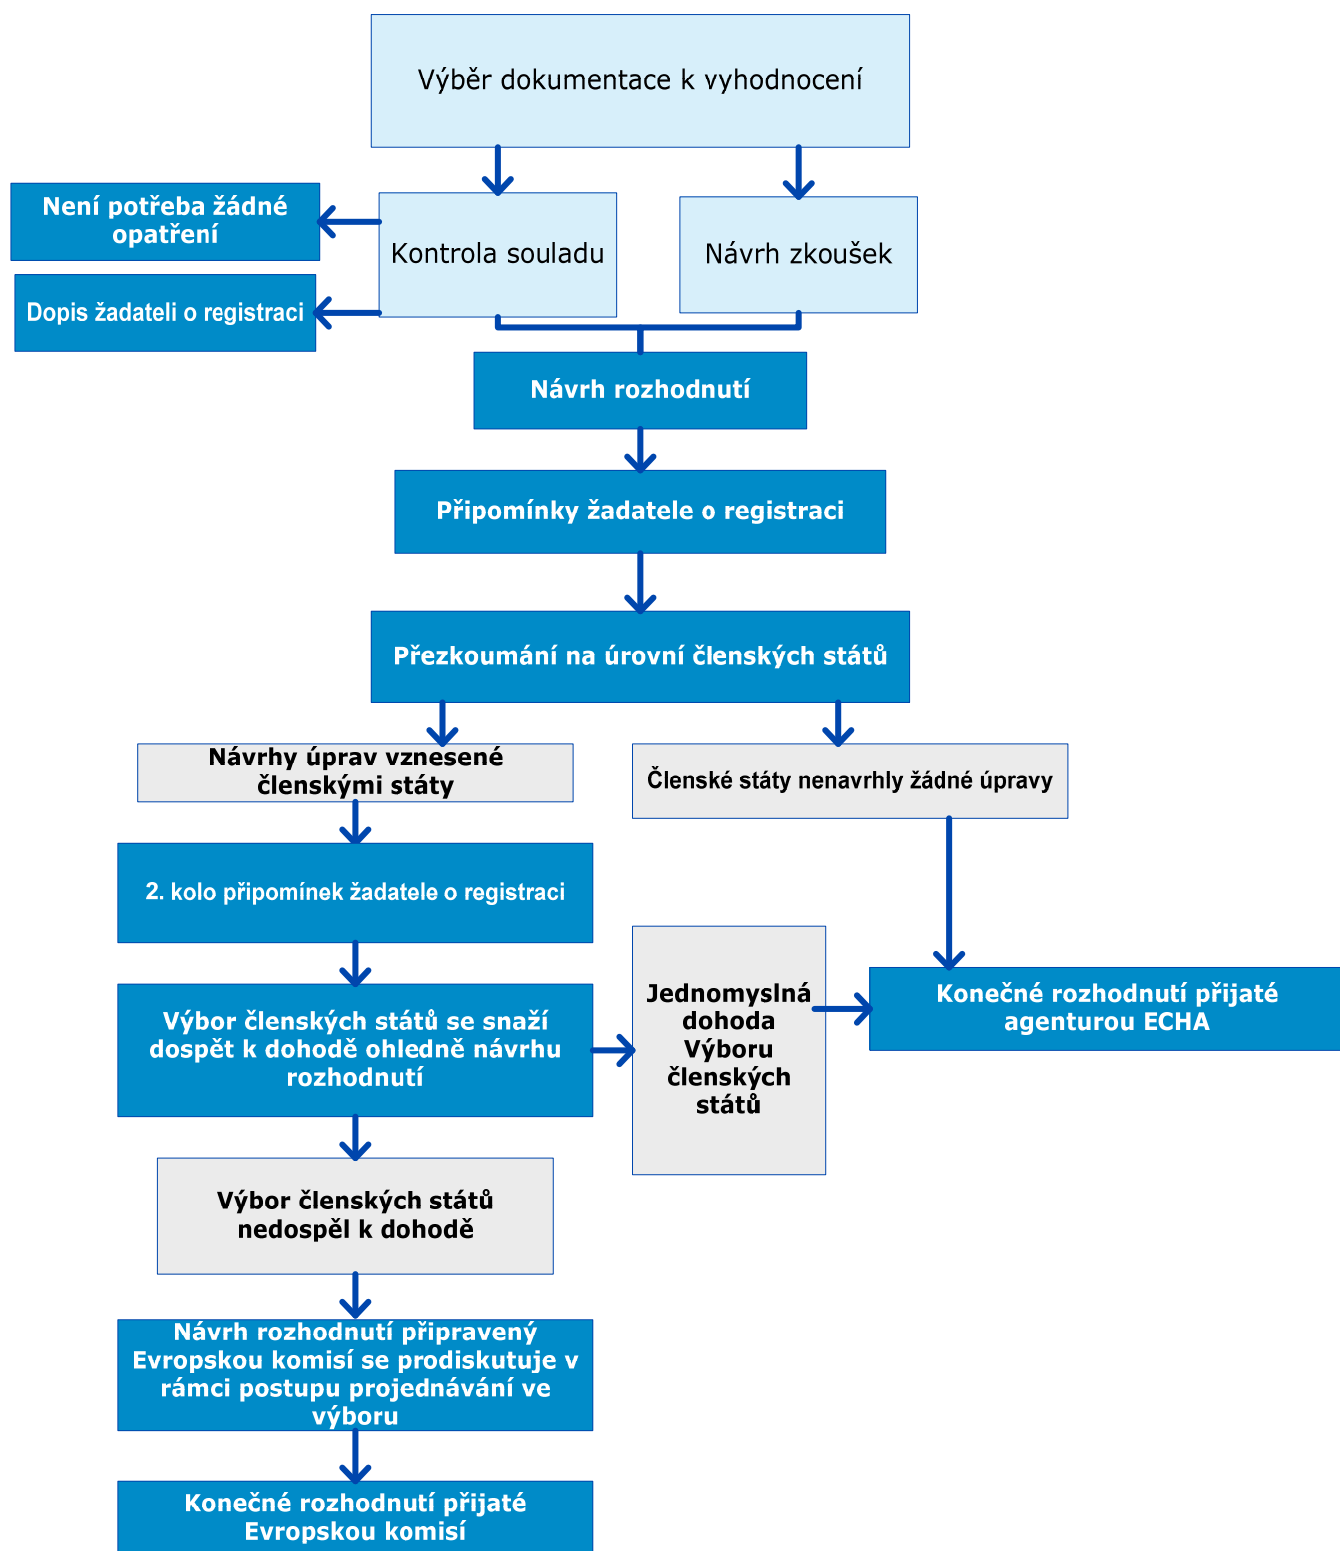 Výběr dokumentace k vyhodnocení
Není potřeba žádné
opatření
Kontrola souladu
Návrh zkoušek
Dopis žadateli o registraci
Návrh rozhodnutí
Připomínky žadatele o registraci
Přezkoumání na úrovní členských států
Návrhy úprav vznesené
členskými státy
Členské státy nenavrhly žádné úpravy
2. kolo připomínek žadatele o registraci
Výbor členských států se snaží
dospět k dohodě ohledně návrhu
rozhodnutí
Jednomyslná
dohoda
Výboru
členských
států
Konečné rozhodnutí přijaté
agenturou ECHA
Výbor členských států
nedospěl k dohodě
Návrh rozhodnutí připravený
Evropskou komisí se prodiskutuje v
rámci postupu projednávání ve
výboru
Konečné rozhodnutí přijaté
Evropskou komisí